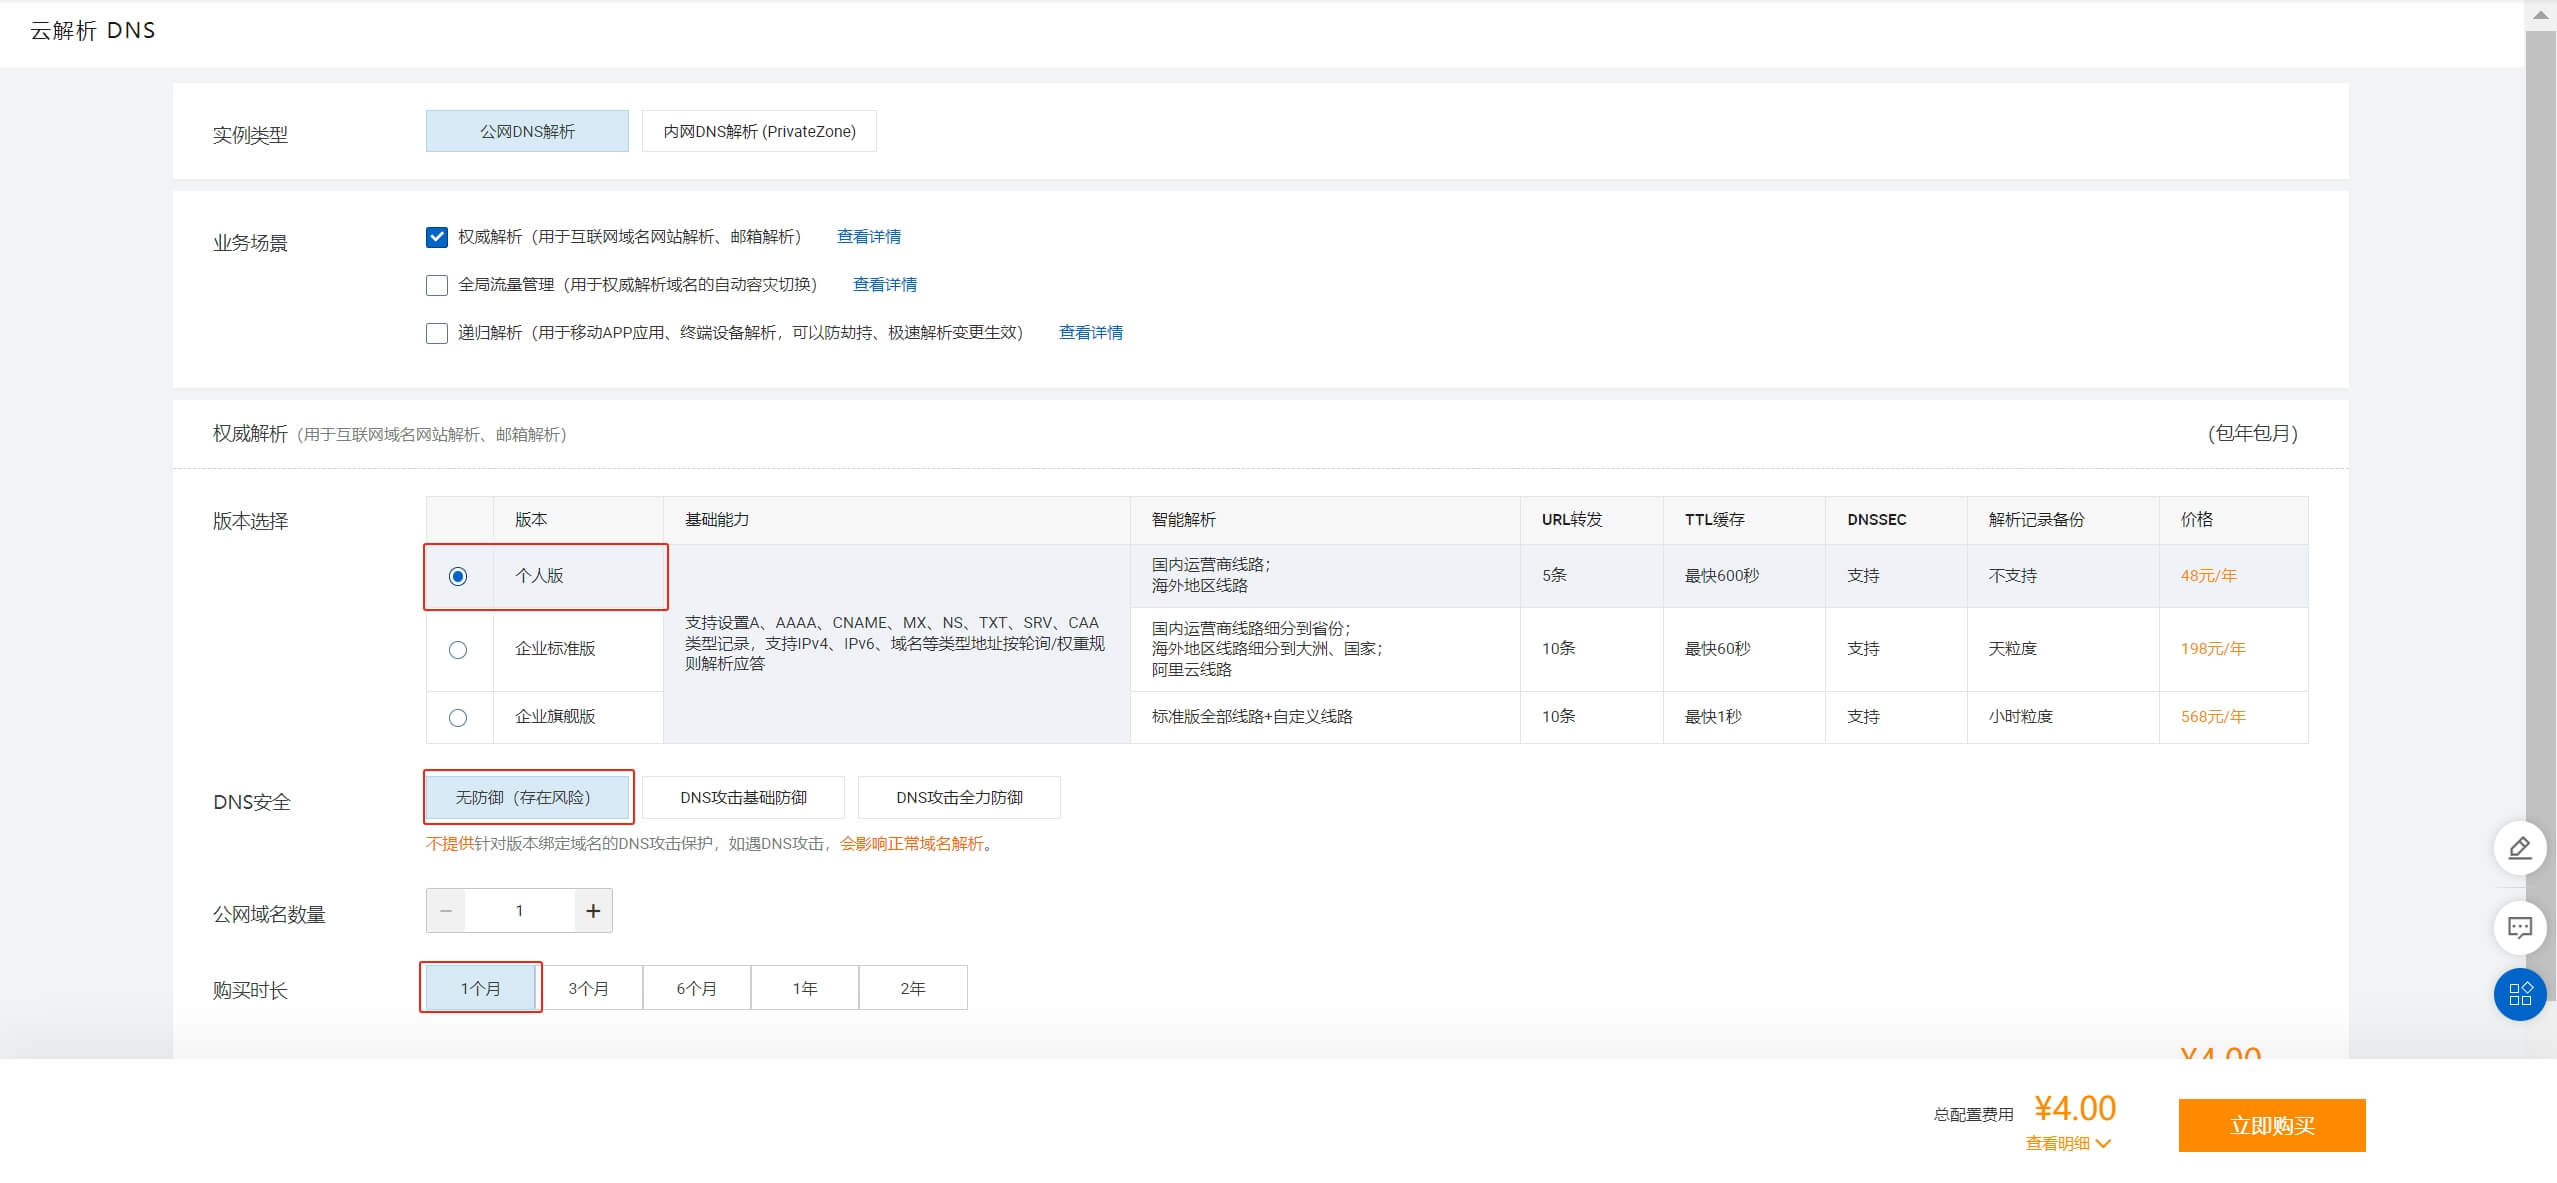 云解析 DNS
实例类型
公网DNS解析
内网DNS解析 (PrivateZone)
业务场景
权威解析（用于互联网域名网站解析、邮箱解析） 查看详情
全局流量管理（用于权威解析域名的自动容灾切换） 查看详情
递归解析（用于移动APP应用、终端设备解析，可以防劫持、极速解析变更生效） 查看详情
权威解析（用于互联网域名网站解析、邮箱解析）
（包年包月）
版本选择
版本 基础能力 智能解析 URL转发 TTL缓存 DNSSEC 解析记录备份 价格
个人版
国内运营商线路；
海外地区线路
5条 最快600秒 支持 不支持 48元/年
支持设置A、AAAA、CNAME、MX、NS、TXT、SRV、CAA
类型记录，支持IPv4、IPv6、域名等类型地址按轮询/权重规
则解析应答
企业标准版
国内运营商线路细分到省份；
海外地区线路细分到大洲、国家；
阿里云线路
10条 最快60秒 支持 天粒度 198元/年
企业旗舰版 标准版全部线路+自定义线路 10条 最快1秒 支持 小时粒度 568元/年
DNS安全
无防御（存在风险） DNS攻击基础防御 DNS攻击全力防御
不提供针对版本绑定域名的DNS攻击保护，如遇DNS攻击，会影响正常域名解析。
公网域名数量
− 1 +
购买时长
1个月 3个月 6个月 1年 2年
¥4.00
总配置费用 ¥4.00
查看明细
立即购买